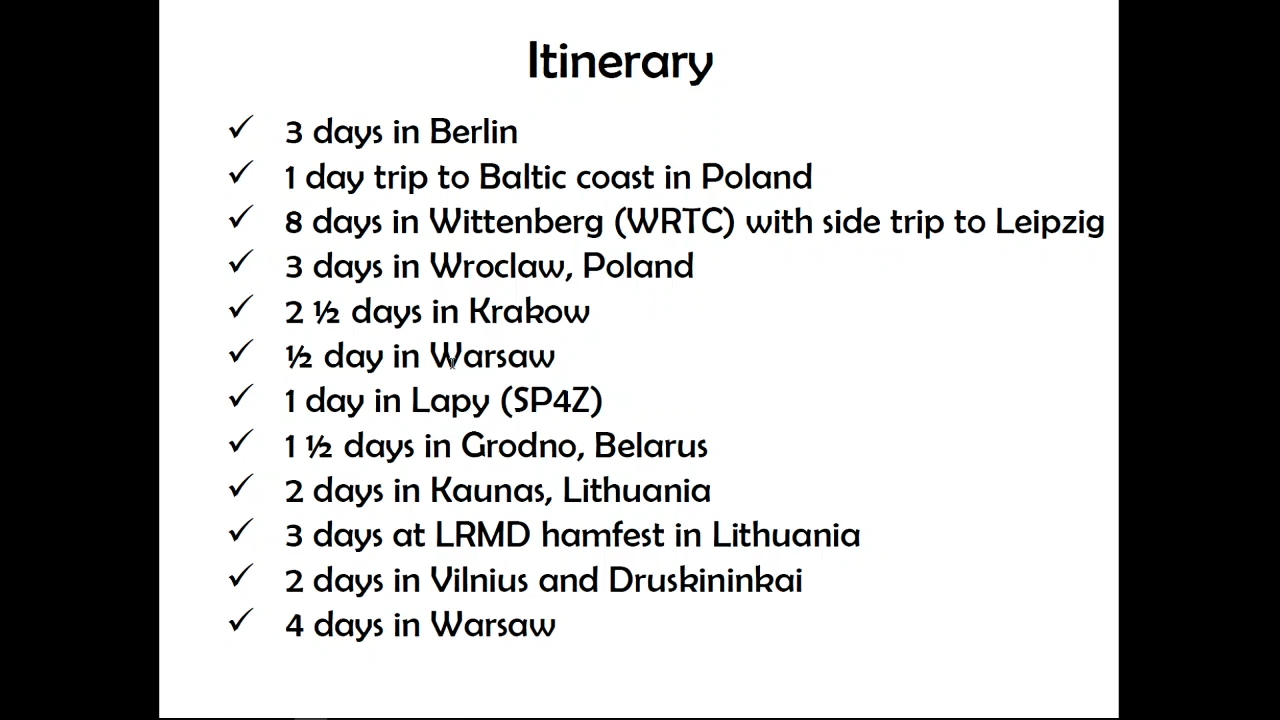 Itinerary
✓ 3 days in Berlin
✓ 1 day trip to Baltic coast in Poland
✓ 8 days in Wittenberg (WRTC) with side trip to Leipzig
✓ 3 days in Wroclaw, Poland
✓ 2 ½ days in Krakow
✓ ½ day in Warsaw
✓ 1 day in Lapy (SP4Z)
✓ 1 ½ days in Grodno, Belarus
✓ 2 days in Kaunas, Lithuania
✓ 3 days at LRMD hamfest in Lithuania
✓ 2 days in Vilnius and Druskininkai
✓ 4 days in Warsaw